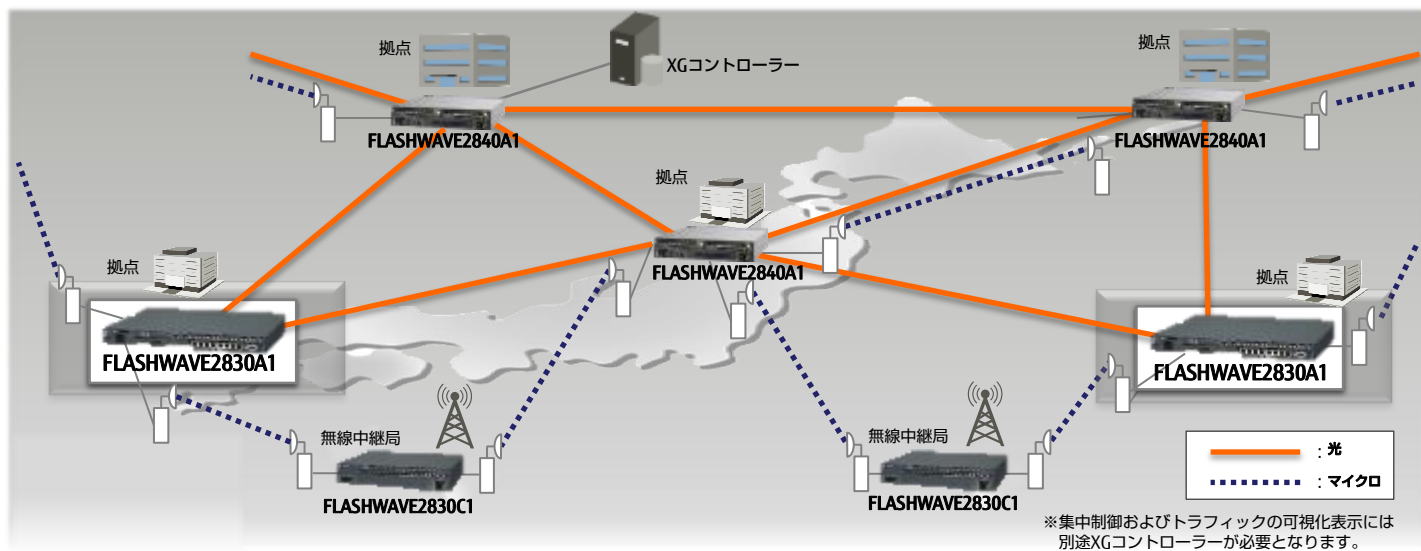 拠点
XGコントローラー
FLASHWAVE2840A1
拠点
FLASHWAVE2840A1
拠点
FLASHWAVE2840A1
拠点
FLASHWAVE2830A1
拠点
FLASHWAVE2830A1
無線中継局
FLASHWAVE2830C1
無線中継局
FLASHWAVE2830C1
: 光
: マイクロ
※集中制御およびトラフィックの可視化表示には
別途XGコントローラーが必要となります。